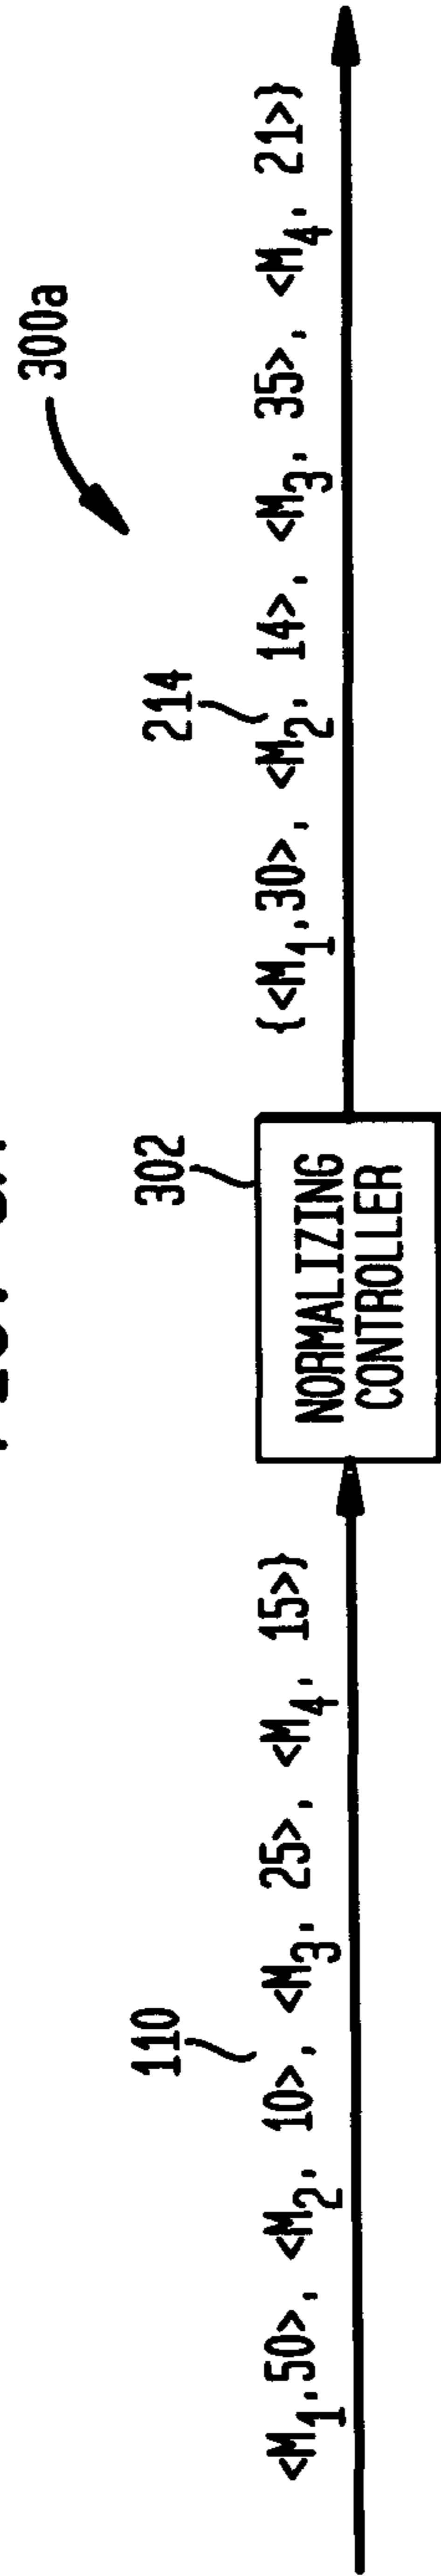 300a
110
302
214
<M₁,50>, <M₂, 10>, <M₃, 25>, <M₄, 15>}
NORMALIZING
CONTROLLER
{<M₁,30>, <M₂, 14>, <M₃, 35>, <M₄, 21>}